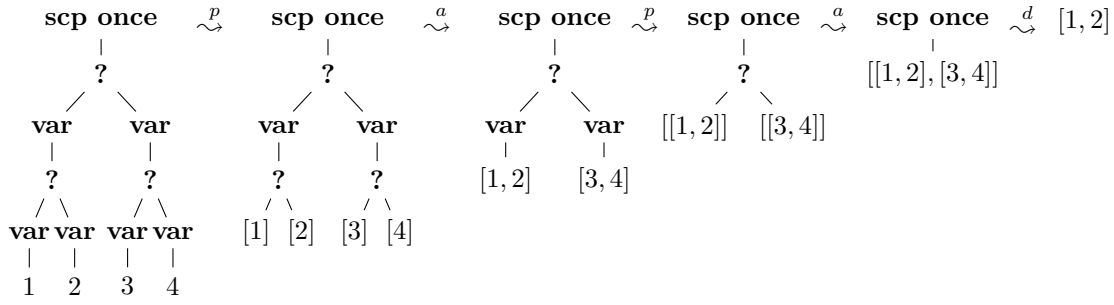 scp once p scp once a scp once p scp once a scp once d [1, 2]
? ? ? ? [[1, 2], [3, 4]]
var var var var var var [[1, 2]] [[3, 4]]
? ? ? ? [1, 2] [3, 4]
var var var var [1] [2] [3] [4]
1 2 3 4